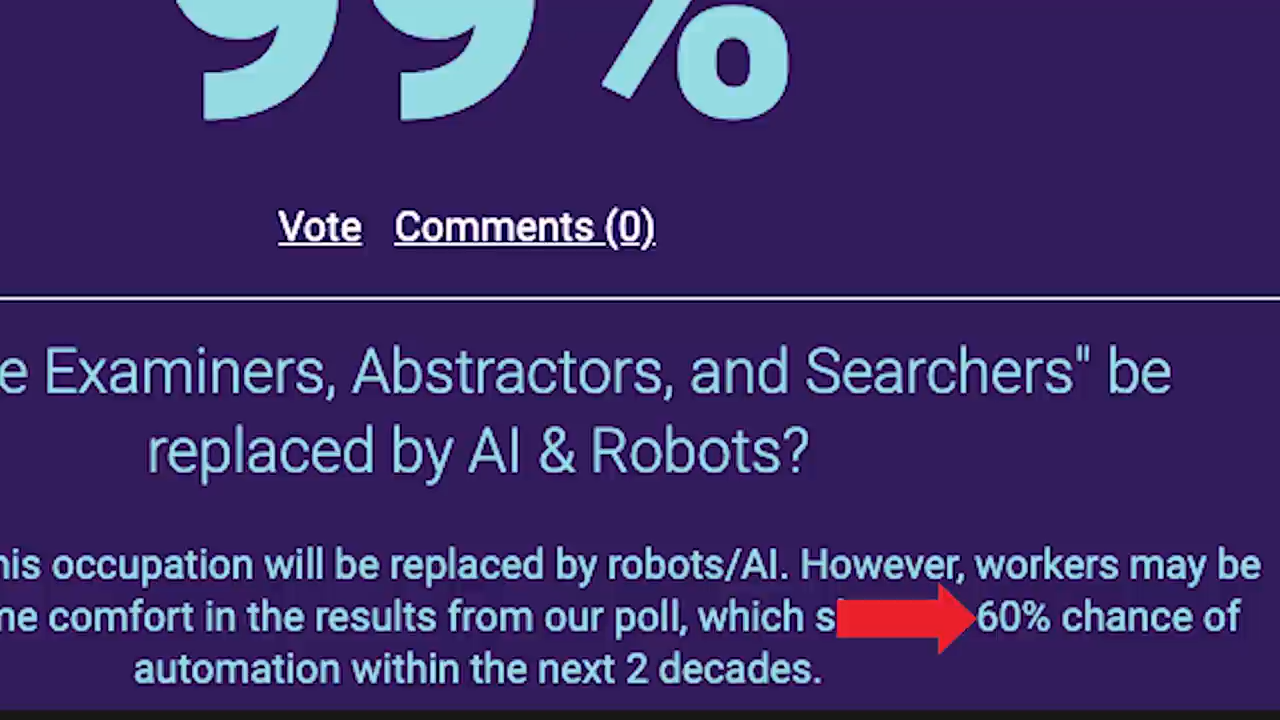 99%
Vote Comments (0)
Examiners, Abstractors, and Searchers" be
replaced by AI & Robots?
occupation will be replaced by robots/AI. However, workers may be
comfort in the results from our poll, which 60% chance of
automation within the next 2 decades.